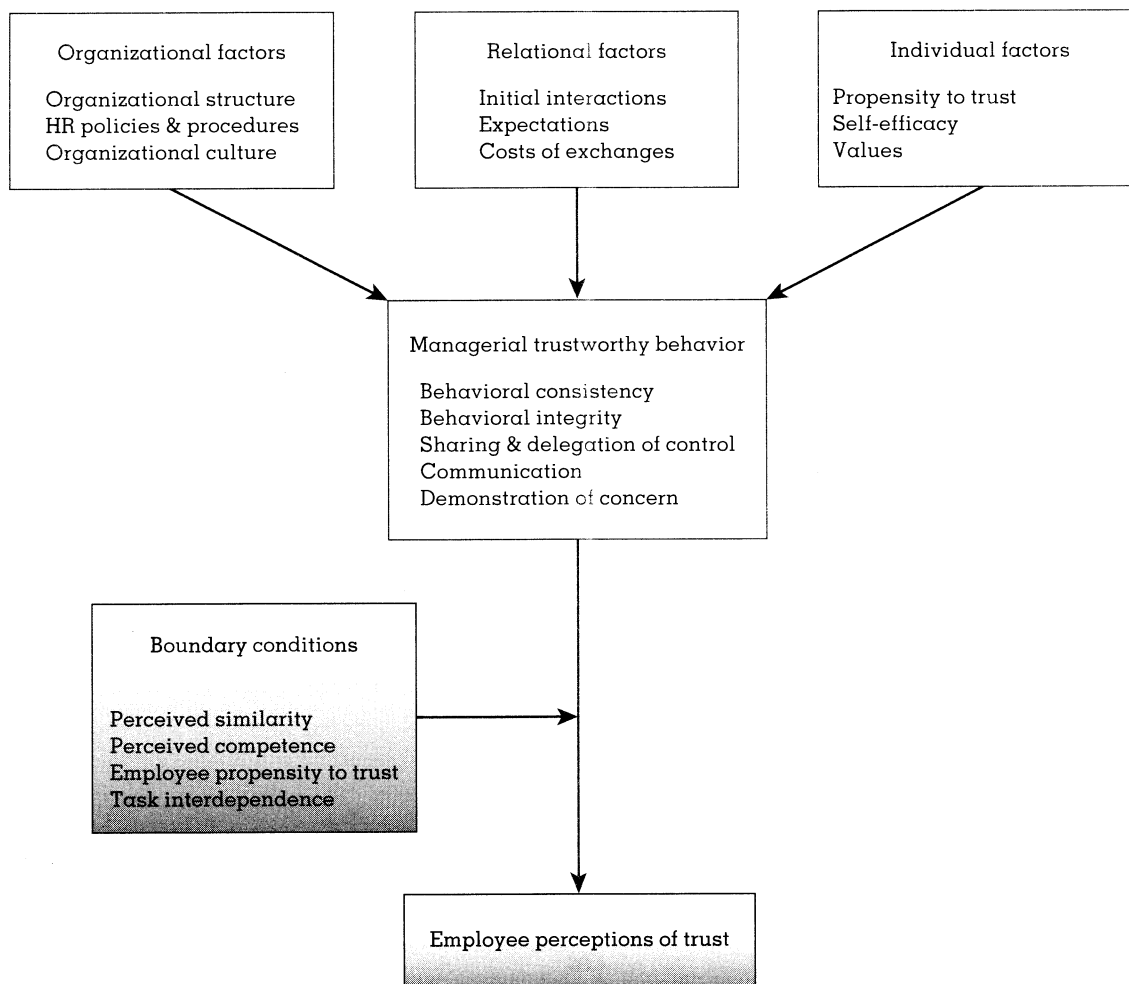 Organizational factors
Organizational structure
HR policies & procedures
Organizational culture
Relational factors
Initial interactions
Expectations
Costs of exchanges
Individual factors
Propensity to trust
Self-efficacy
Values
Managerial trustworthy behavior
Behavioral consistency
Behavioral integrity
Sharing & delegation of control
Communication
Demonstration of concern
Boundary conditions
Perceived similarity
Perceived competence
Employee propensity to trust
Task interdependence
Employee perceptions of trust